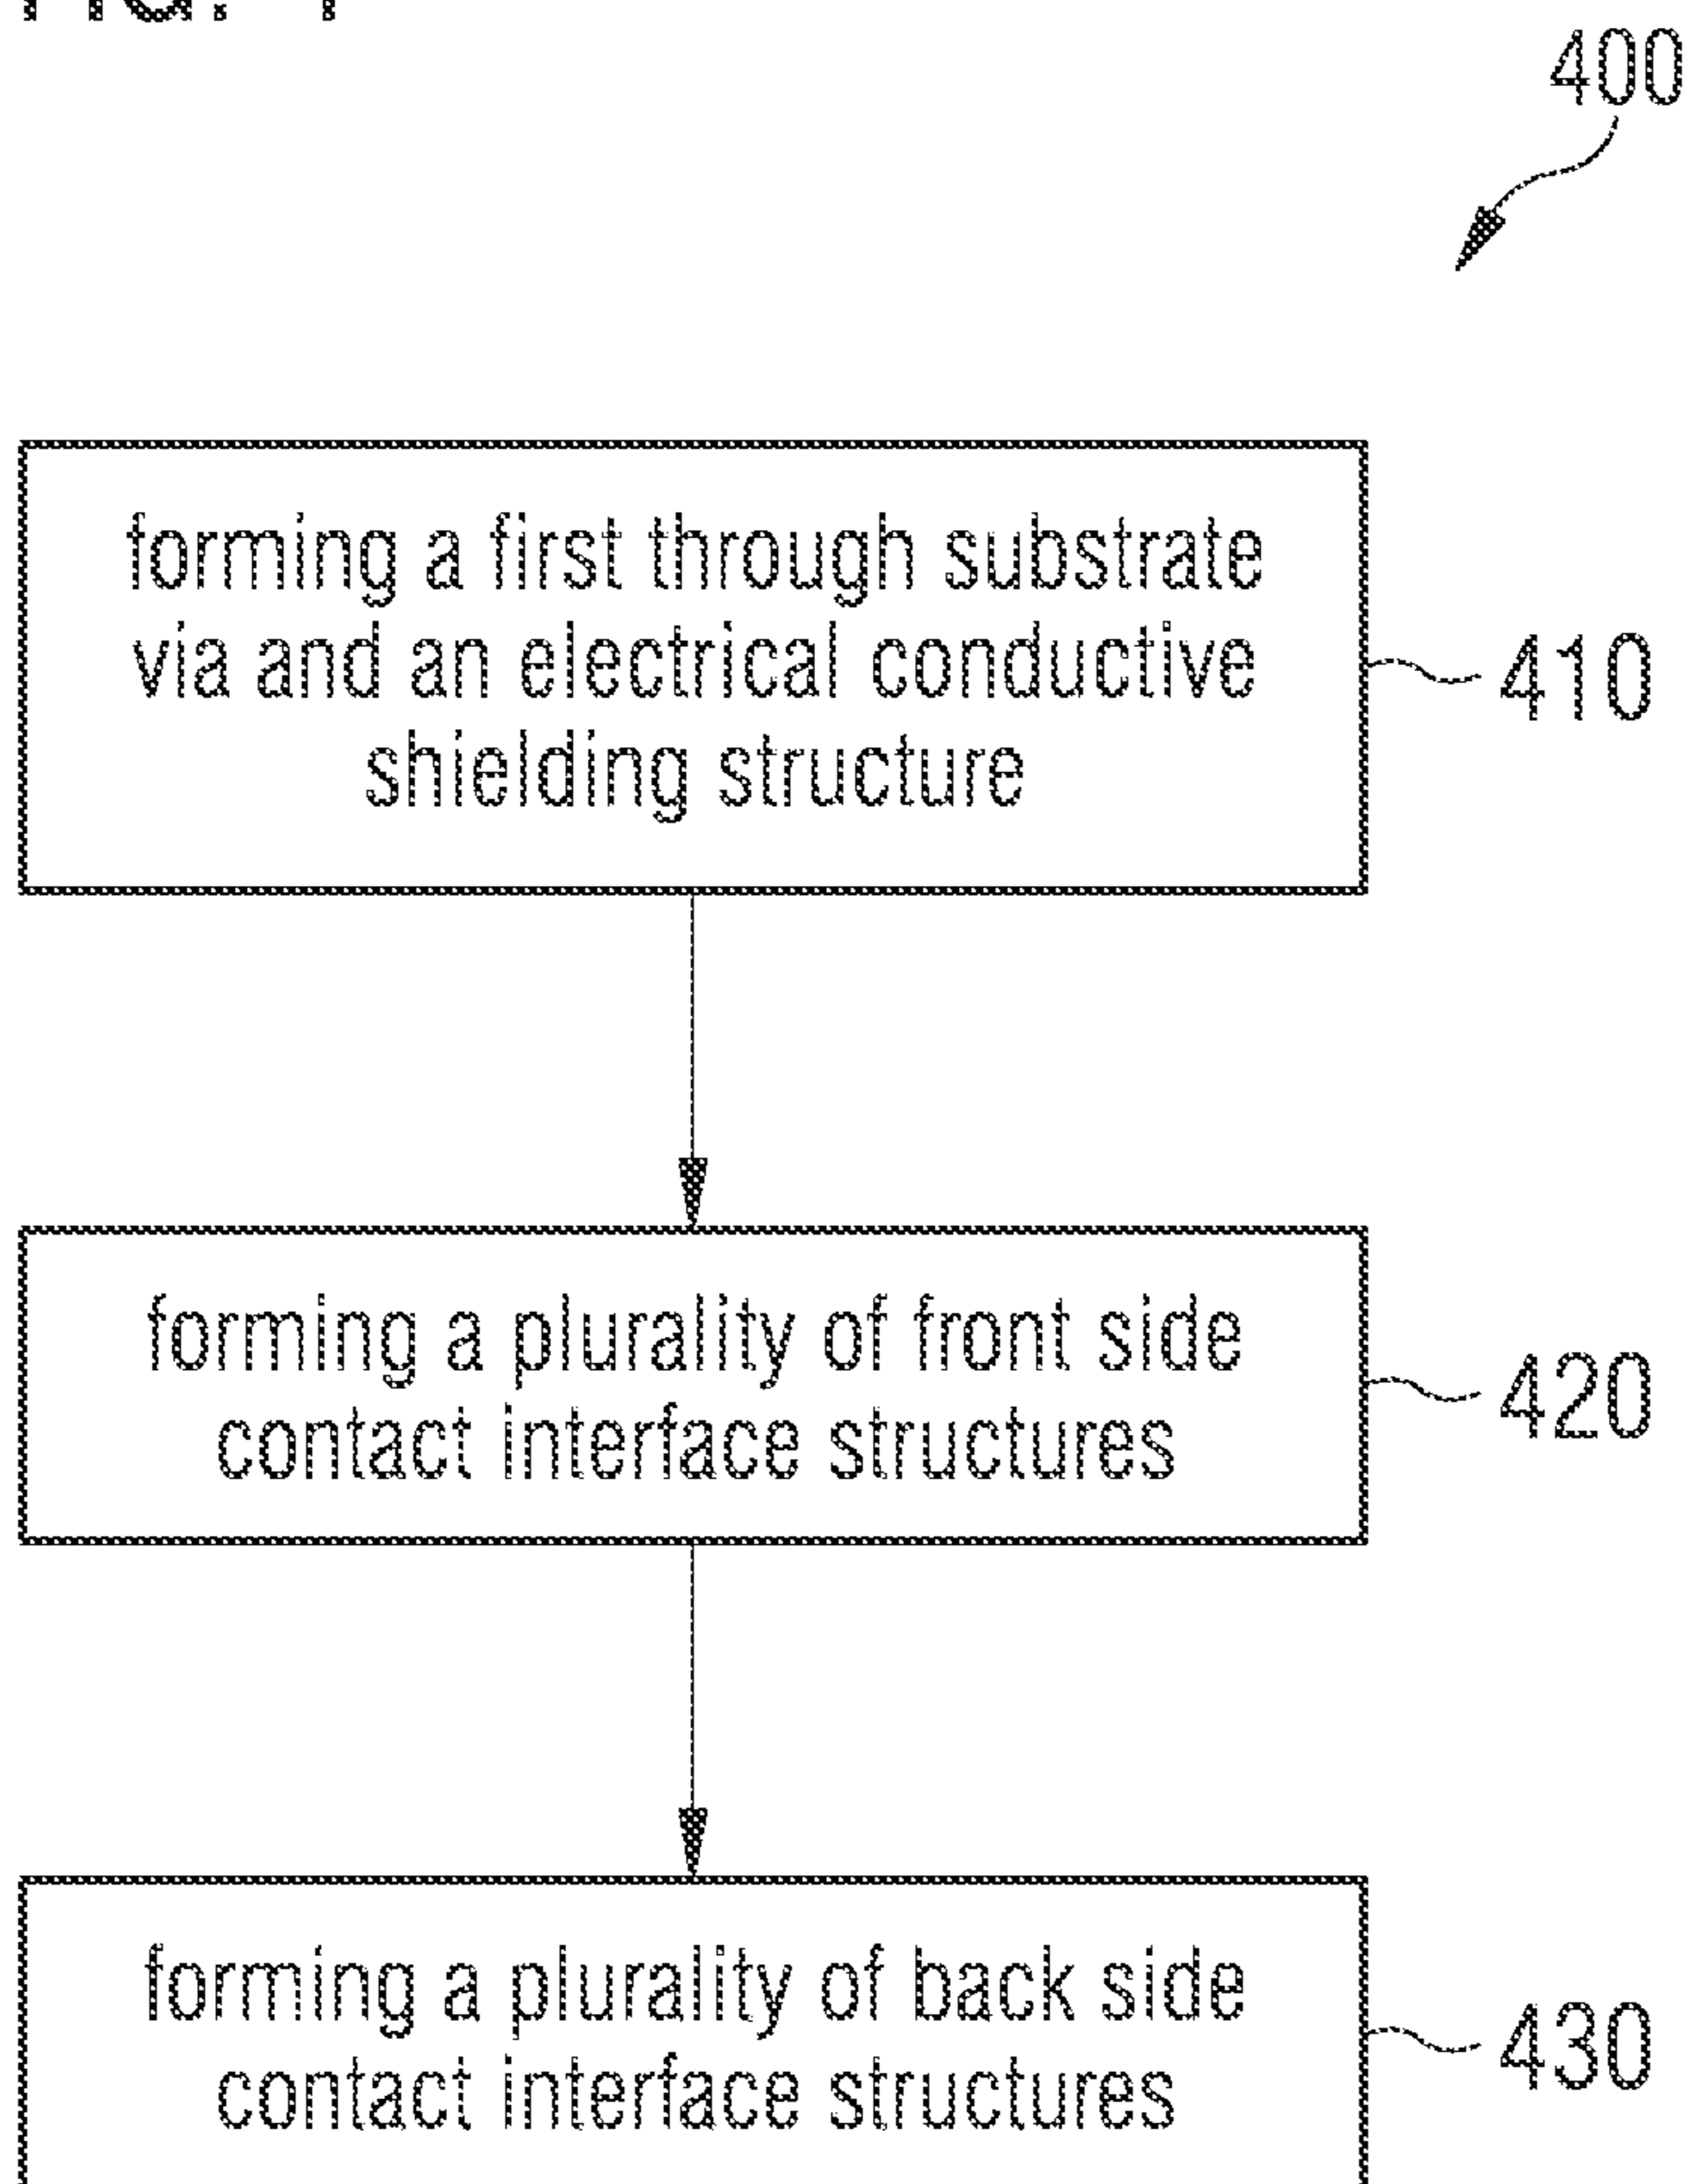 400
forming a first through substrate
via and an electrical conductive
shielding structure
410
forming a plurality of front side
contact interface structures
420
forming a plurality of back side
contact interface structures
430